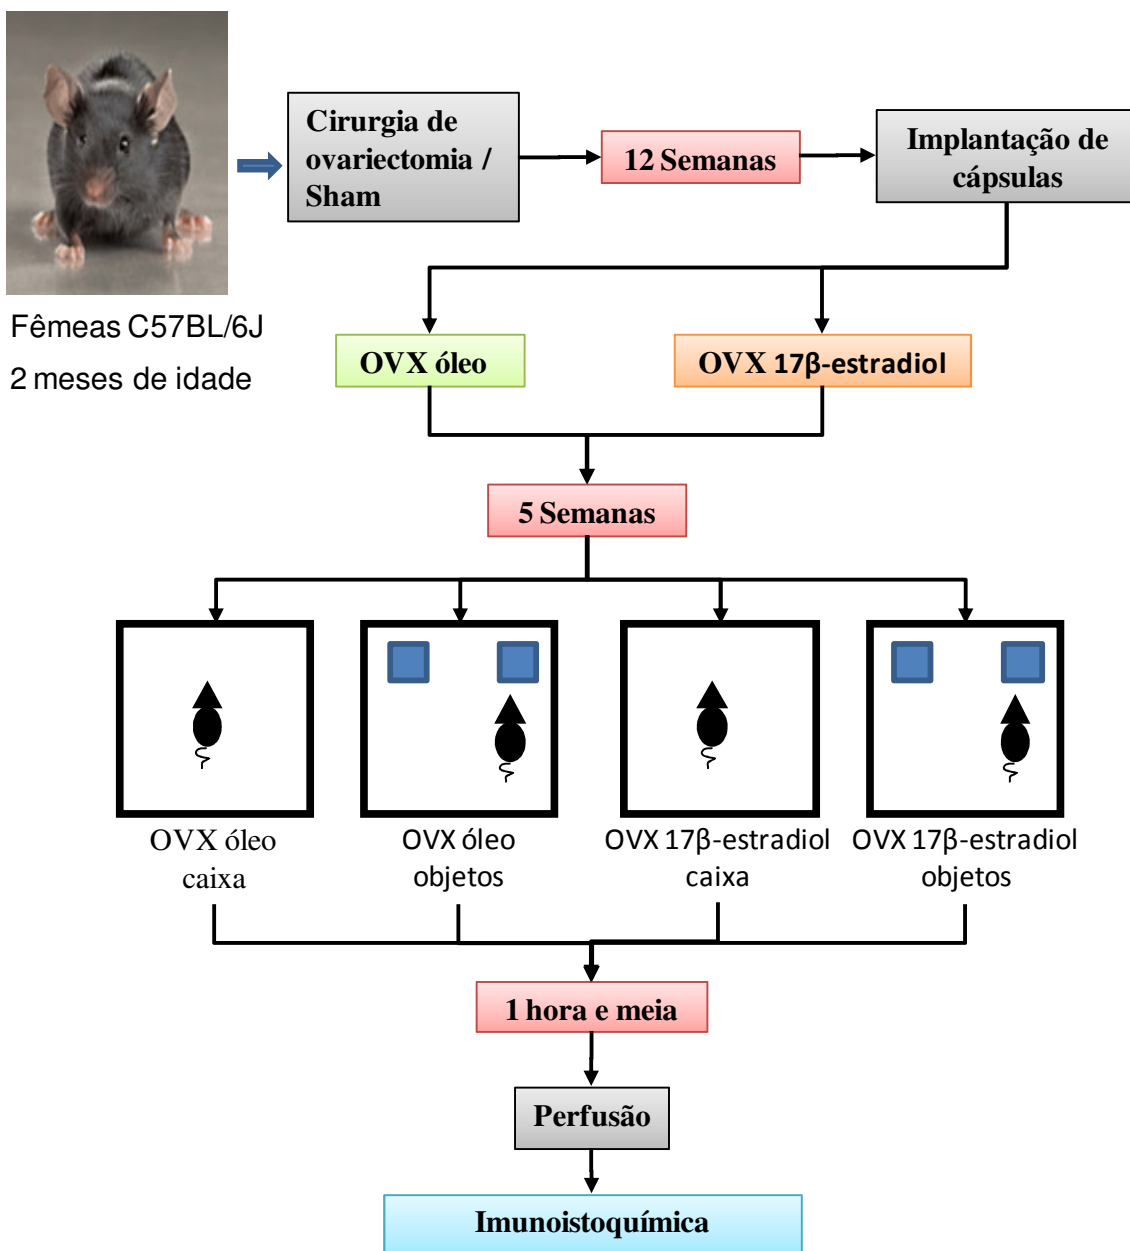 Cirurgia de
ovariectomia /
Sham
12 Semanas
Implantação de
cápsulas
Fêmeas C57BL/6J
2 meses de idade
OVX óleo
OVX 17β-estradiol
5 Semanas
OVX óleo
caixa
OVX óleo
objetos
OVX 17β-estradiol
caixa
OVX 17β-estradiol
objetos
1 hora e meia
Perfusão
Imunoistoquímica